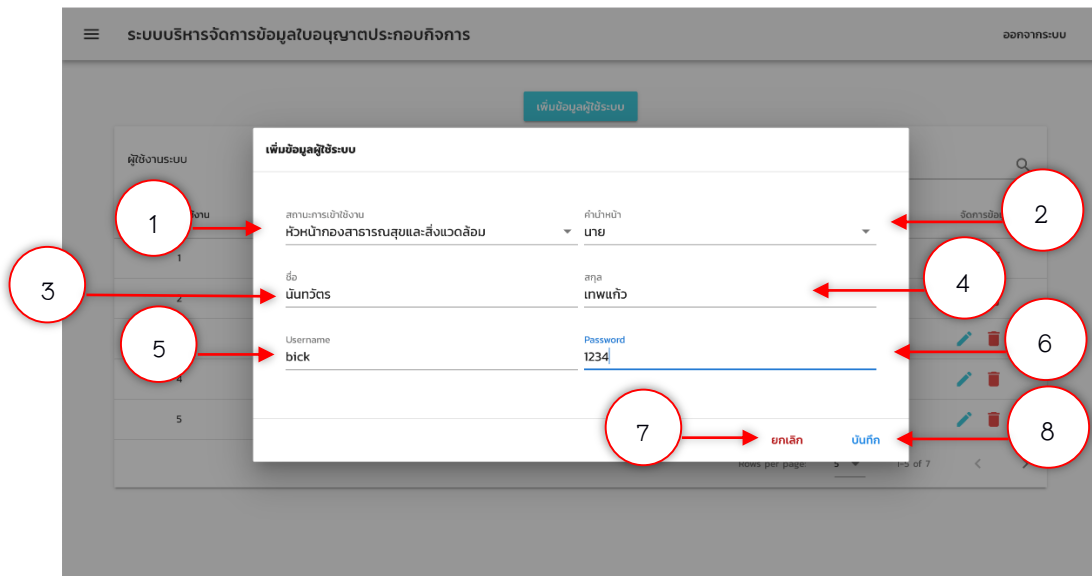 ระบบบริหารจัดการข้อมูลใบอนุญาตประกอบกิจการ ออกจากระบบ
เพิ่มข้อมูลผู้ใช้ระบบ
เพิ่มข้อมูลผู้ใช้ระบบ
ผู้ใช้งานระบบ
สถานะการเข้าใช้งาน คำนำหน้า
หัวหน้ากองสาธารณสุขและสิ่งแวดล้อม นาย
1 2
1
ชื่อ สกุล
นันทวัตร เทพแก้ว
3 4
2
Username Password
bick 1234
5 6
4
5
7 8
ยกเลิก บันทึก
Rows per page: 5 1-5 of 7